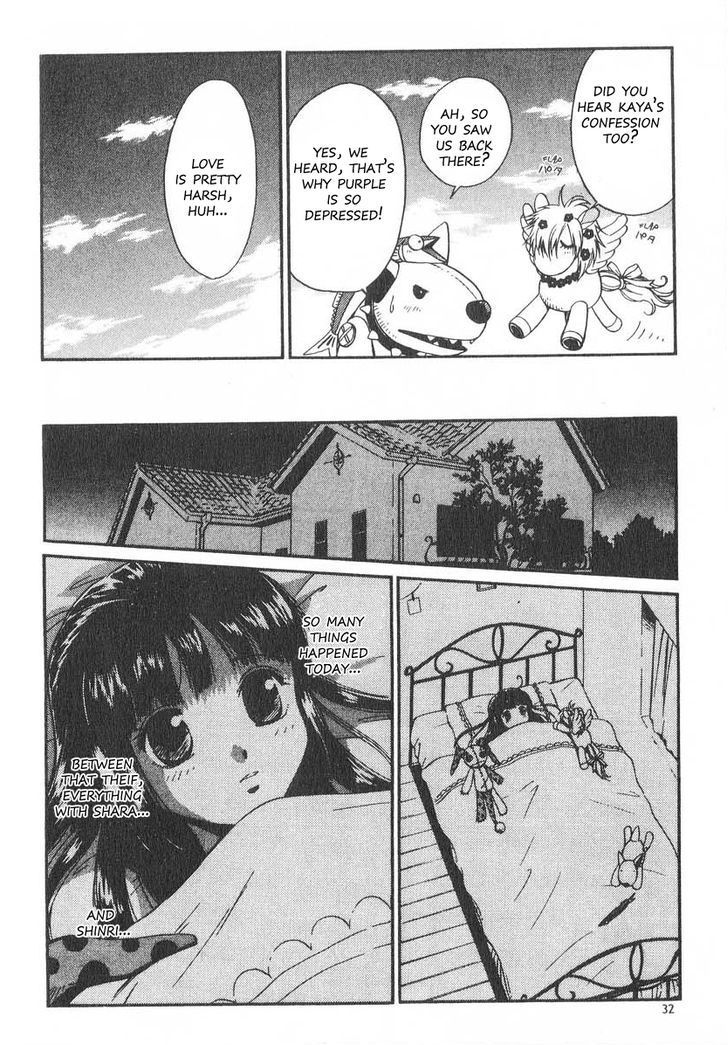 DID YOU
HEAR KAYA'S
CONFESSION
TOO?
AH, SO
YOU SAW
US BACK
THERE?
YES, WE
HEARD, THAT'S
WHY PURPLE
IS SO
DEPRESSED!
LOVE
IS PRETTY
HARSH,
HUH...
SO MANY
THINGS
HAPPENED
TODAY...
BETWEEN
THAT THEIF,
EVERYTHING
WITH SHARA...
AND
SHINRI...
32